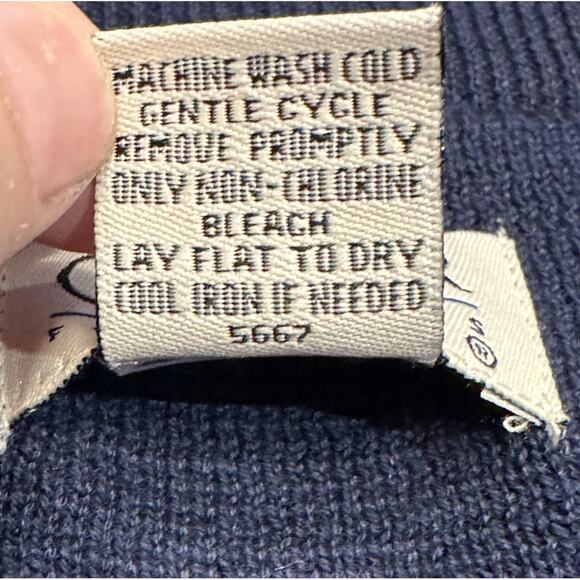 MACHINE WASH COLD
GENTLE CYCLE
REMOVE PROMPTLY
ONLY NON-CHLORINE
BLEACH
LAY FLAT TO DRY
COOL IRON IF NEEDED
5667
®